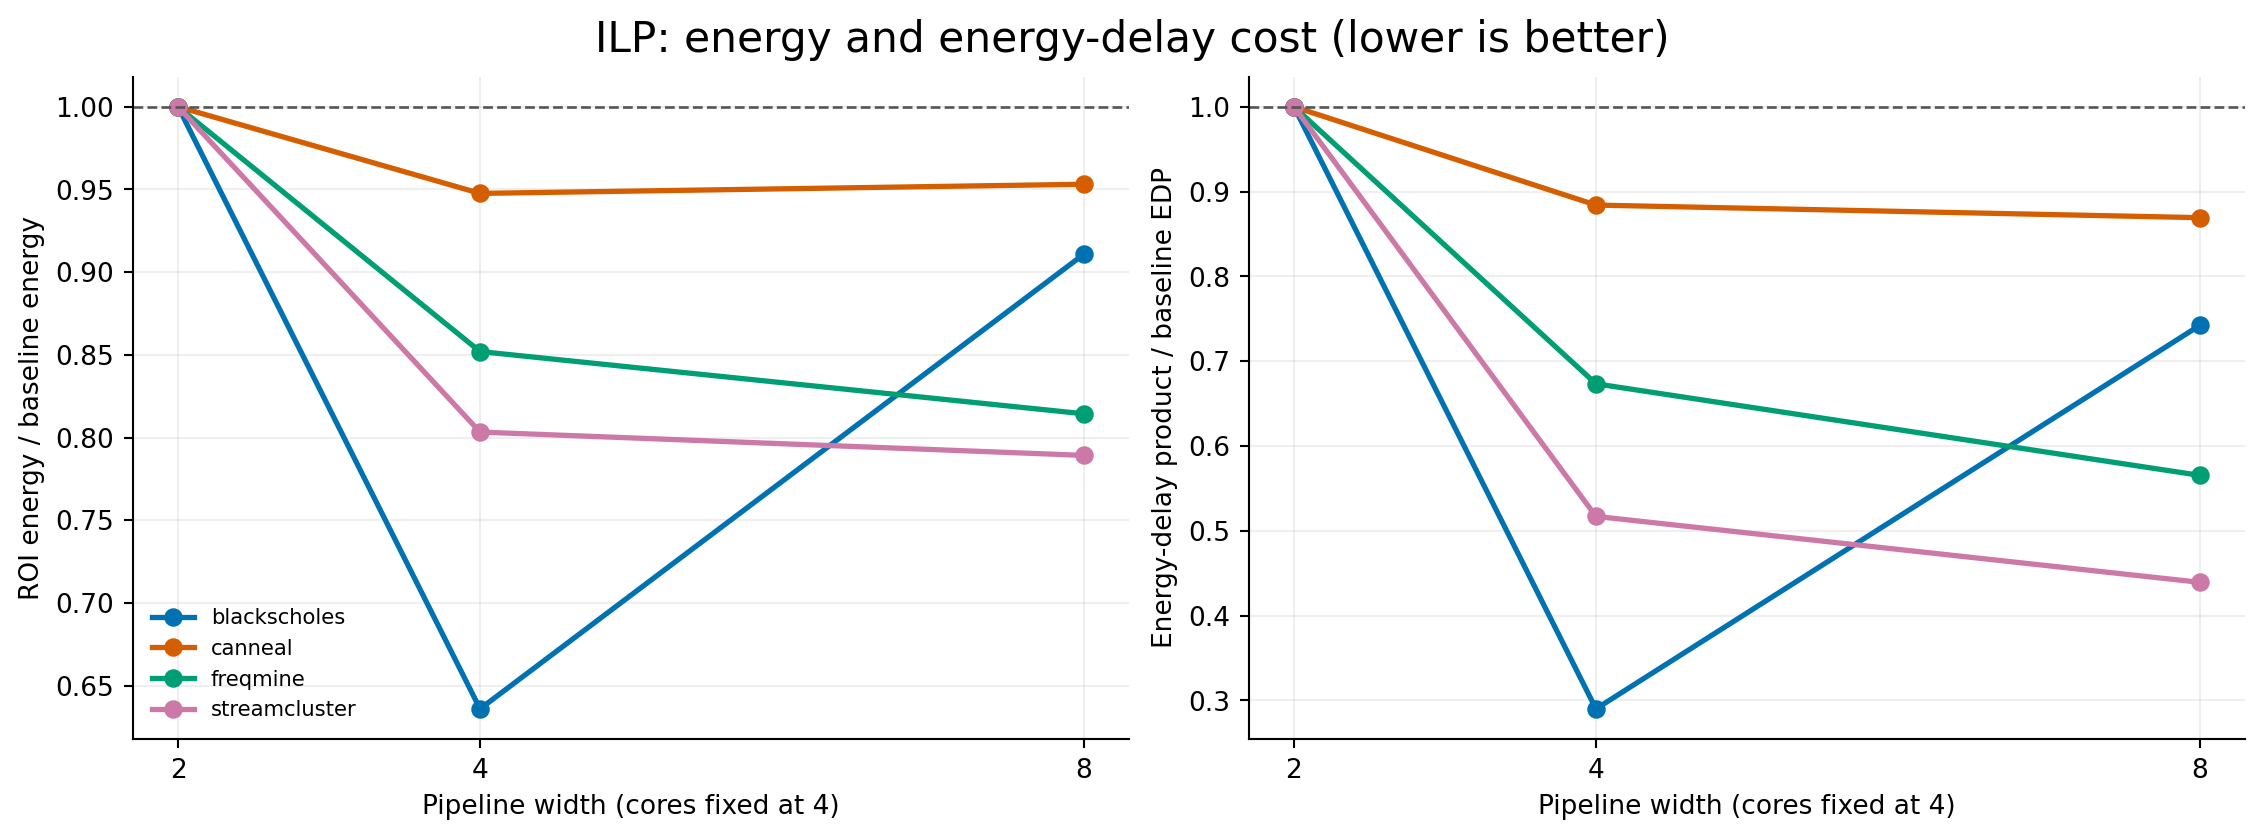 ILP: energy and energy-delay cost (lower is better)
ROI energy / baseline energy
1.00
0.95
0.90
0.85
0.80
0.75
0.70
0.65
blackscholes
canneal
freqmine
streamcluster
2 4 8
Pipeline width (cores fixed at 4)
Energy-delay product / baseline EDP
1.0
0.9
0.8
0.7
0.6
0.5
0.4
0.3
2 4 8
Pipeline width (cores fixed at 4)